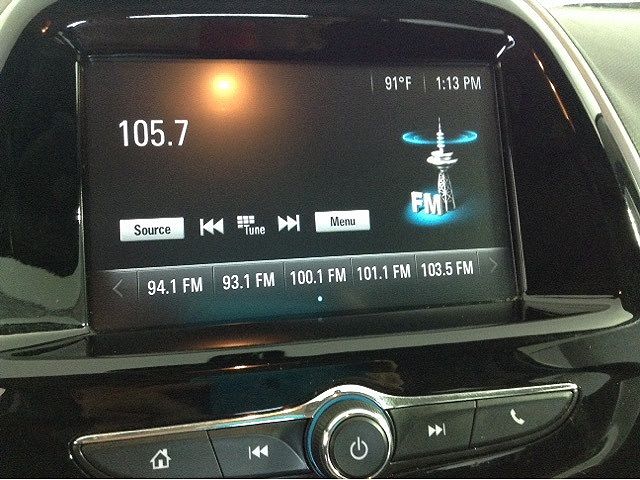 91°F 1:13 PM
105.7
FM
Source Tune Menu
94.1 FM 93.1 FM 100.1 FM 101.1 FM 103.5 FM